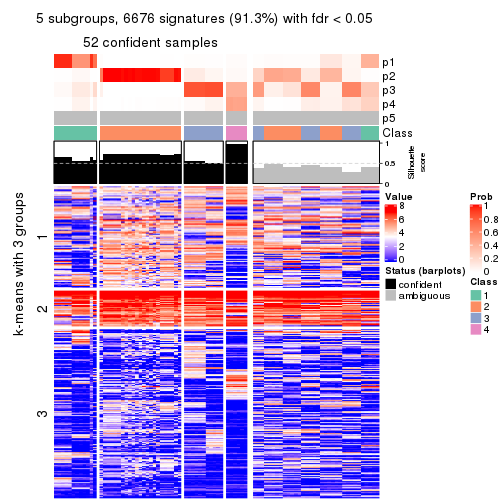 5 subgroups, 6676 signatures (91.3%) with fdr < 0.05
52 confident samples
p1
p2
p3
p4
p5
Class
1
0.5
0
Silhouette
score
k-means with 3 groups
1
2
3
Value
8
6
4
2
0
Status (barplots)
confident
ambiguous
Prob
1
0.8
0.6
0.4
0.2
0
Class
1
2
3
4